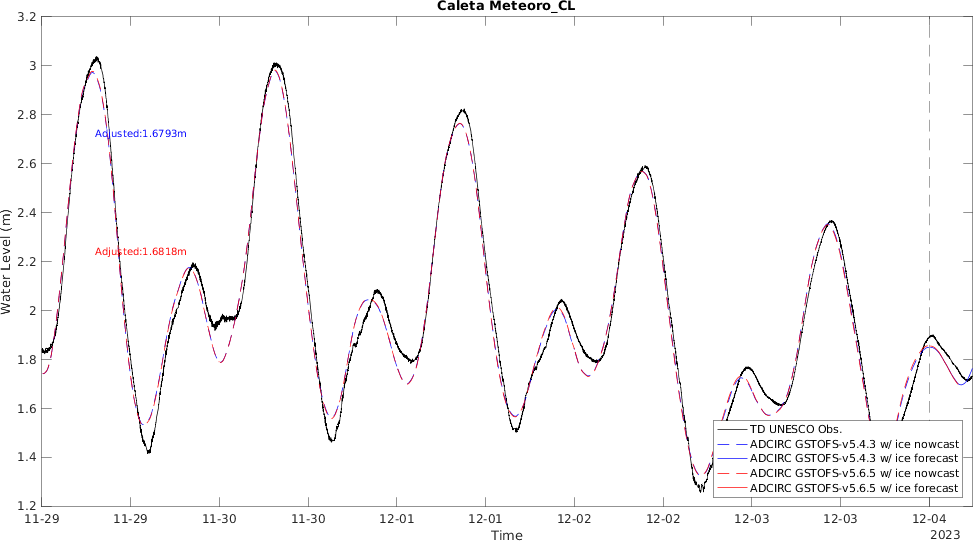 Caleta Meteoro_CL
3.2
3
2.8
2.6
2.4
2.2
2
1.8
1.6
1.4
1.2
Water Level (m)
Adjusted:1.6793m
Adjusted:1.6818m
TD UNESCO Obs.
ADCIRC GSTOFS-v5.4.3 w/ ice nowcast
ADCIRC GSTOFS-v5.4.3 w/ ice forecast
ADCIRC GSTOFS-v5.6.5 w/ ice nowcast
ADCIRC GSTOFS-v5.6.5 w/ ice forecast
11-29 11-29 11-30 11-30 12-01 12-01 12-02 12-02 12-03 12-03 12-04
Time
2023